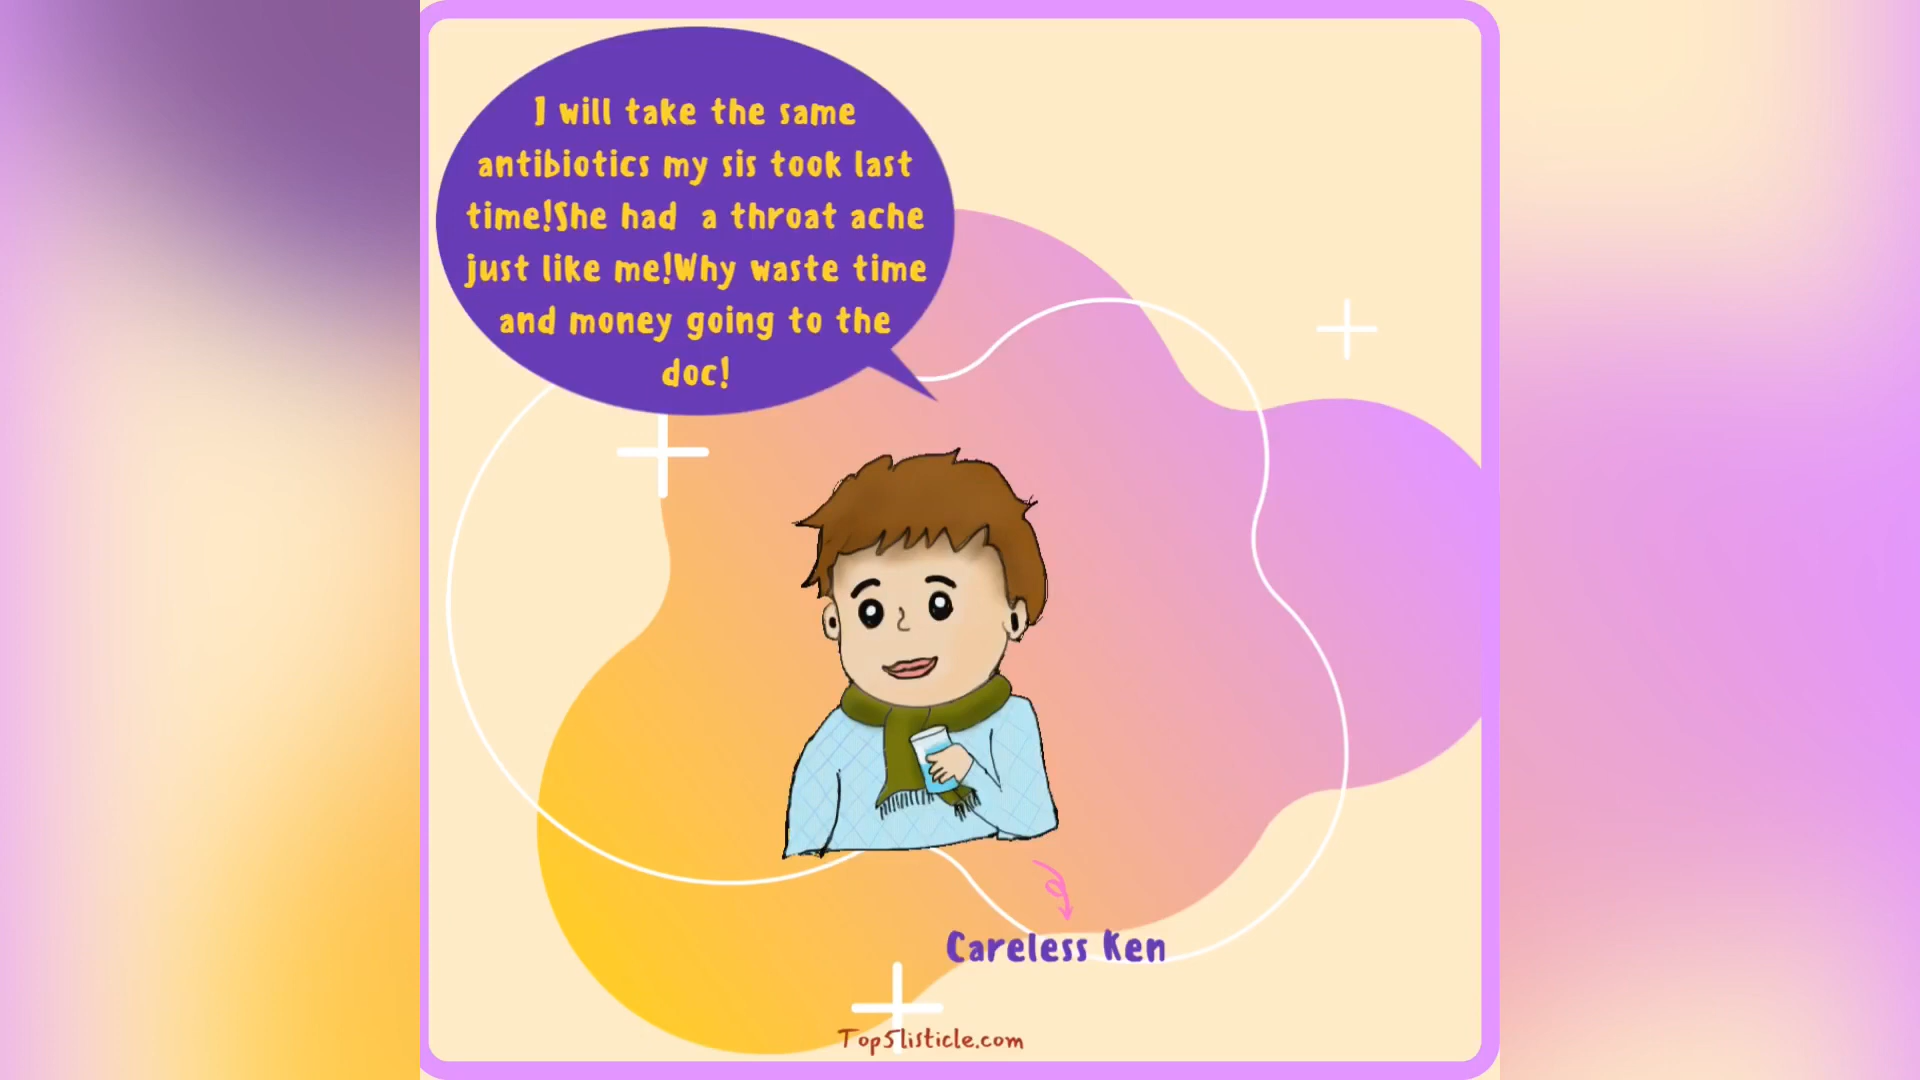 I will take the same
antibiotics my sis took last
time!She had a throat ache
just like me!Why waste time
and money going to the
doc!
Careless Ken
Top5listicle.com